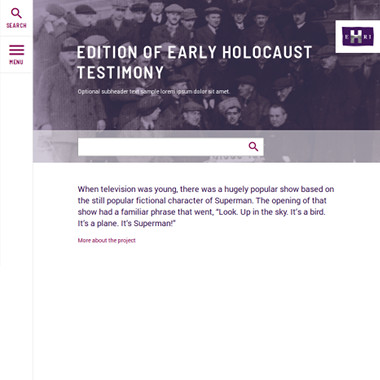 SEARCH
MENU
EDITION OF EARLY HOLOCAUST
TESTIMONY
Optional subheader text sample lorem ipsum dolor sit amet.
EHRI
When television was young, there was a hugely popular show based on
the still popular fictional character of Superman. The opening of that
show had a familiar phrase that went, “Look. Up in the sky. It’s a bird.
It’s a plane. It’s Superman!”
More about the project